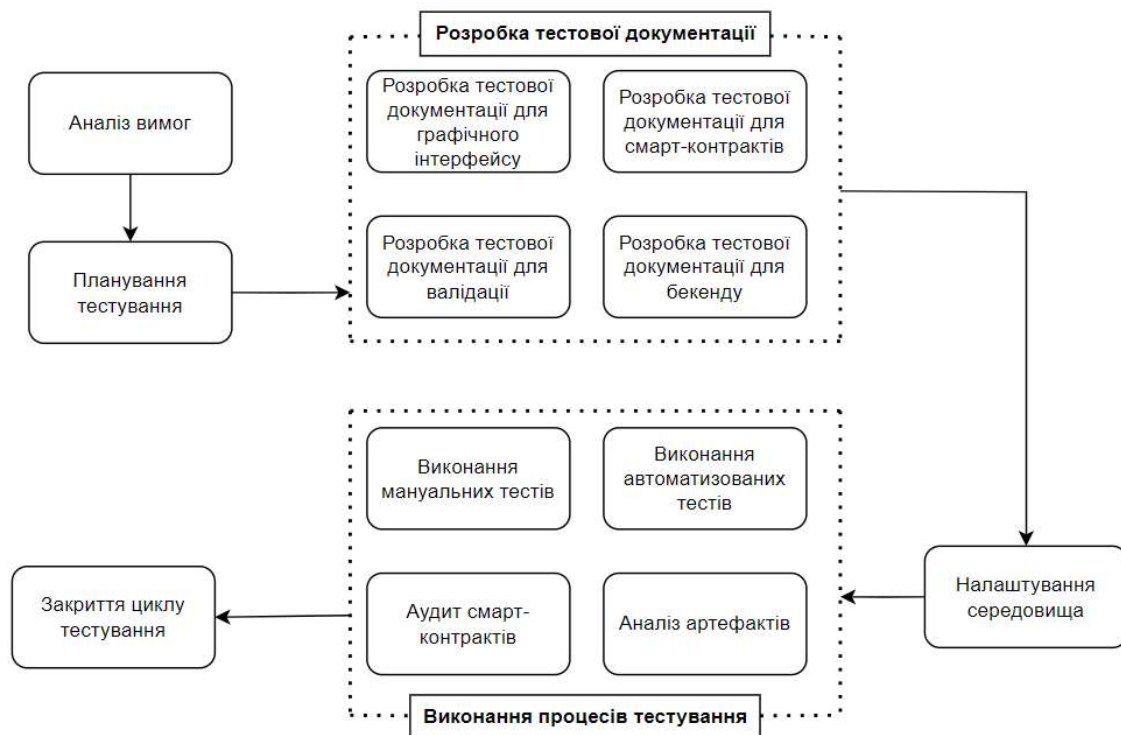 Розробка тестової документації
Аналіз вимог
Розробка тестової
документації для
графічного
інтерфейсу
Розробка тестової
документації для
смарт-контрактів
Планування
тестування
Розробка тестової
документації для
валідації
Розробка тестової
документації для
бекенду
Виконання
мануальних тестів
Виконання
автоматизованих
тестів
Закриття циклу
тестування
Аудит смарт-
контрактів
Аналіз артефактів
Налаштування
середовища
Виконання процесів тестування